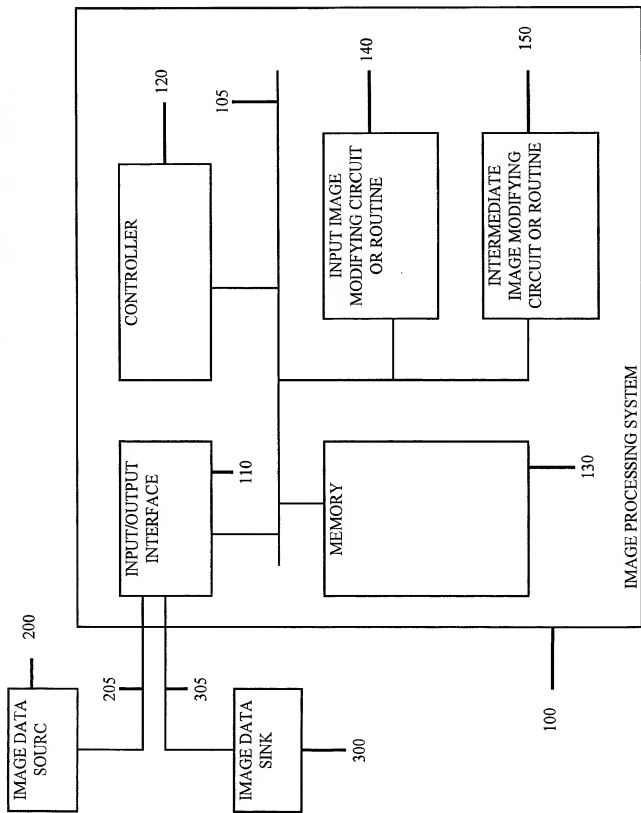 IMAGE DATA
SOURC
200
205
305
IMAGE DATA
SINK
300
100
INPUT/OUTPUT
INTERFACE
110
CONTROLLER
120
105
MEMORY
130
INPUT IMAGE
MODIFYING CIRCUIT
OR ROUTINE
140
INTERMEDIATE
IMAGE MODIFYING
CIRCUIT OR ROUTINE
150
IMAGE PROCESSING SYSTEM